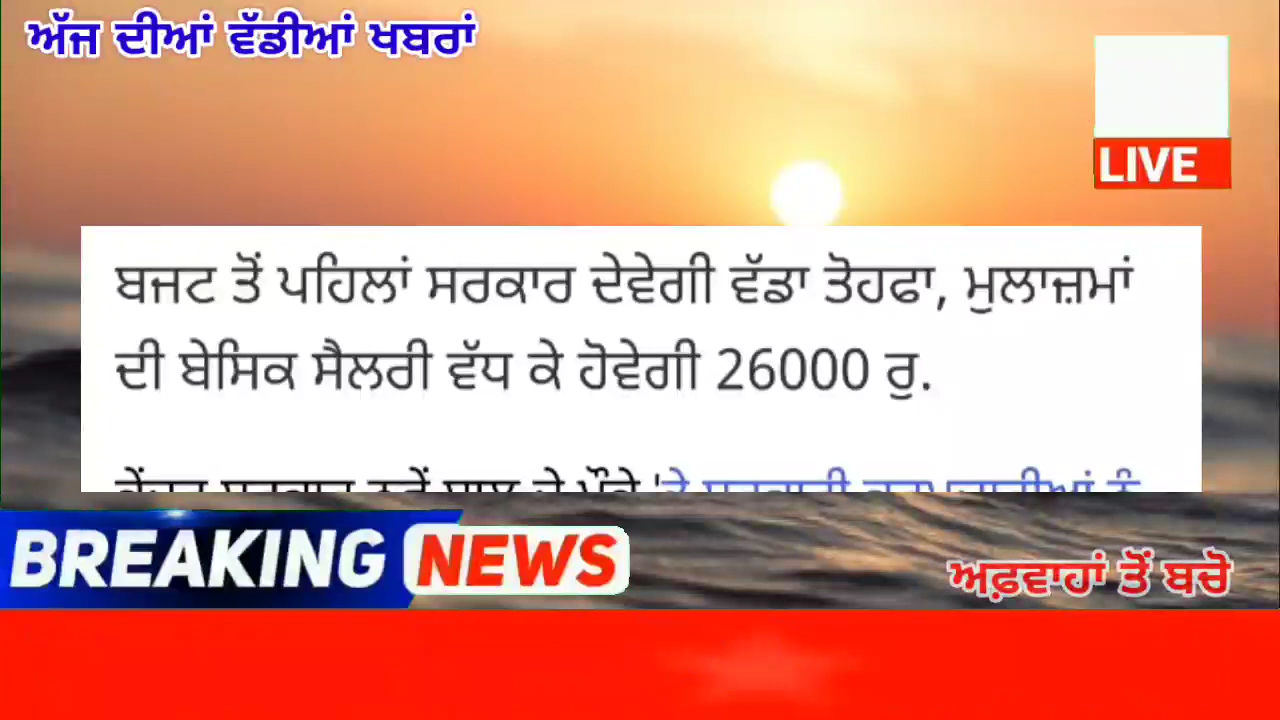 ਅੱਜ ਦੀਆਂ ਵੱਡੀਆਂ ਖਬਰਾਂ
LIVE
ਬਜਟ ਤੋਂ ਪਹਿਲਾਂ ਸਰਕਾਰ ਦੇਵੇਗੀ ਵੱਡਾ ਤੋਹਫਾ, ਮੁਲਾਜ਼ਮਾਂ
ਦੀ ਬੇਸਿਕ ਸੈਲਰੀ ਵੱਧ ਕੇ ਹੋਵੇਗੀ 26000 ਰੁ.
BREAKING NEWS
ਅਫ਼ਵਾਹਾਂ ਤੋਂ ਬਚੋ